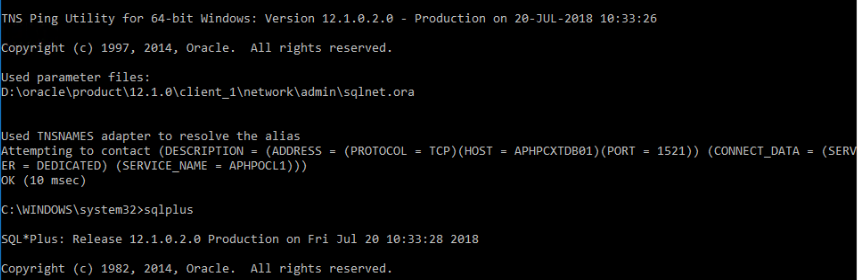 TNS Ping Utility for 64-bit Windows: Version 12.1.0.2.0 - Production on 20-JUL-2018 10:33:26
Copyright (c) 1997, 2014, Oracle.  All rights reserved.
Used parameter files:
D:\oracle\product\12.1.0\client_1\network\admin\sqlnet.ora
Used TNSNAMES adapter to resolve the alias
Attempting to contact (DESCRIPTION = (ADDRESS = (PROTOCOL = TCP)(HOST = APHPCXTDB01)(PORT = 1521)) (CONNECT_DATA = (SERV
ER = DEDICATED) (SERVICE_NAME = APHPOCL1)))
OK (10 msec)
C:\WINDOWS\system32>sqlplus
SQL*Plus: Release 12.1.0.2.0 Production on Fri Jul 20 10:33:28 2018
Copyright (c) 1982, 2014, Oracle.  All rights reserved.